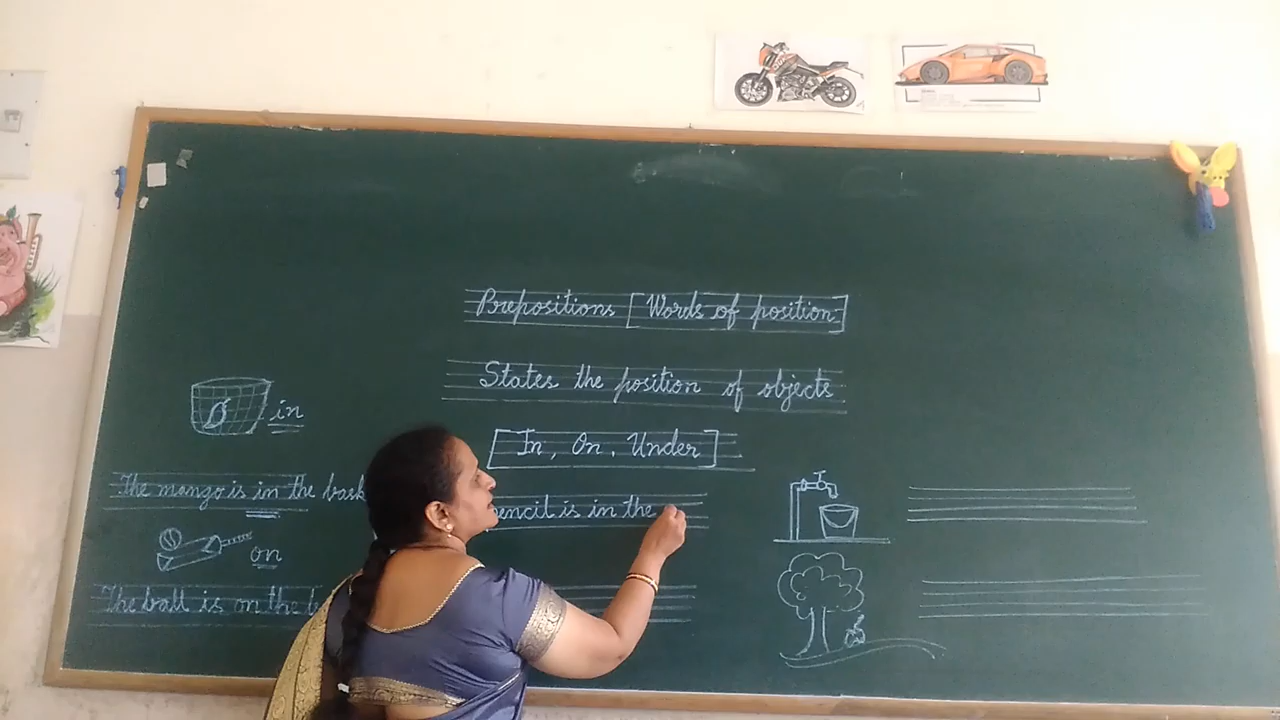 Prepositions [Words of position]
States the position of objects
[In, On, Under]
in
The mango is in the bask
on
The ball is on the b
pencil is in the